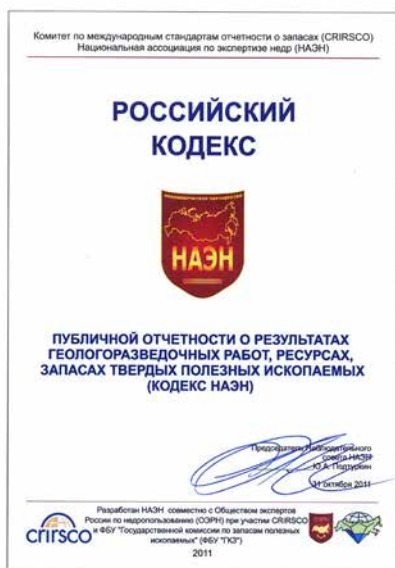 Комитет по международным стандартам отчетности о запасах (CRIRSCO)
Национальная ассоциация по экспертизе недр (НАЭН)
РОССИЙСКИЙ
КОДЕКС
НАЭН
ПУБЛИЧНОЙ ОТЧЕТНОСТИ О РЕЗУЛЬТАТАХ
ГЕОЛОГОРАЗВЕДОЧНЫХ РАБОТ, РЕСУРСАХ,
ЗАПАСАХ ТВЕРДЫХ ПОЛЕЗНЫХ ИСКОПАЕМЫХ
(КОДЕКС НАЭН)
Председатель Наблюдательного
совета НАЭН
Ю.А. Подтуркин
31 октября 2011
Разработан НАЭН совместно с Обществом экспертов
России по недропользованию (ОЭРН) при участии CRIRSCO
и ФБУ "Государственной комиссии по запасам полезных
ископаемых" (ФБУ "ГКЗ")
crirsco
2011